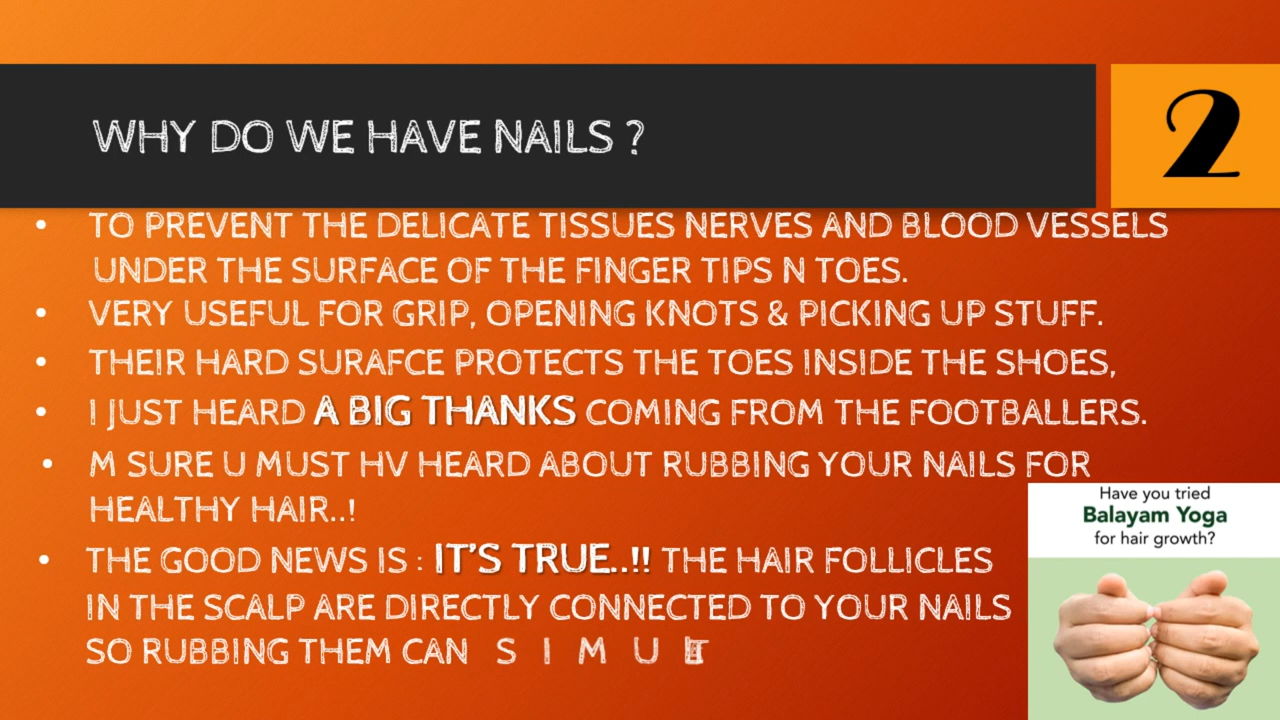 WHY DO WE HAVE NAILS ?
2
• TO PREVENT THE DELICATE TISSUES NERVES AND BLOOD VESSELS
UNDER THE SURFACE OF THE FINGER TIPS N TOES.
• VERY USEFUL FOR GRIP, OPENING KNOTS & PICKING UP STUFF.
• THEIR HARD SURAFCE PROTECTS THE TOES INSIDE THE SHOES,
• I JUST HEARD A BIG THANKS COMING FROM THE FOOTBALLERS.
• M SURE U MUST HV HEARD ABOUT RUBBING YOUR NAILS FOR
HEALTHY HAIR..!
• THE GOOD NEWS IS : IT'S TRUE..!! THE HAIR FOLLICLES
IN THE SCALP ARE DIRECTLY CONNECTED TO YOUR NAILS
SO RUBBING THEM CAN S I M U
Have you tried
Balayam Yoga
for hair growth?